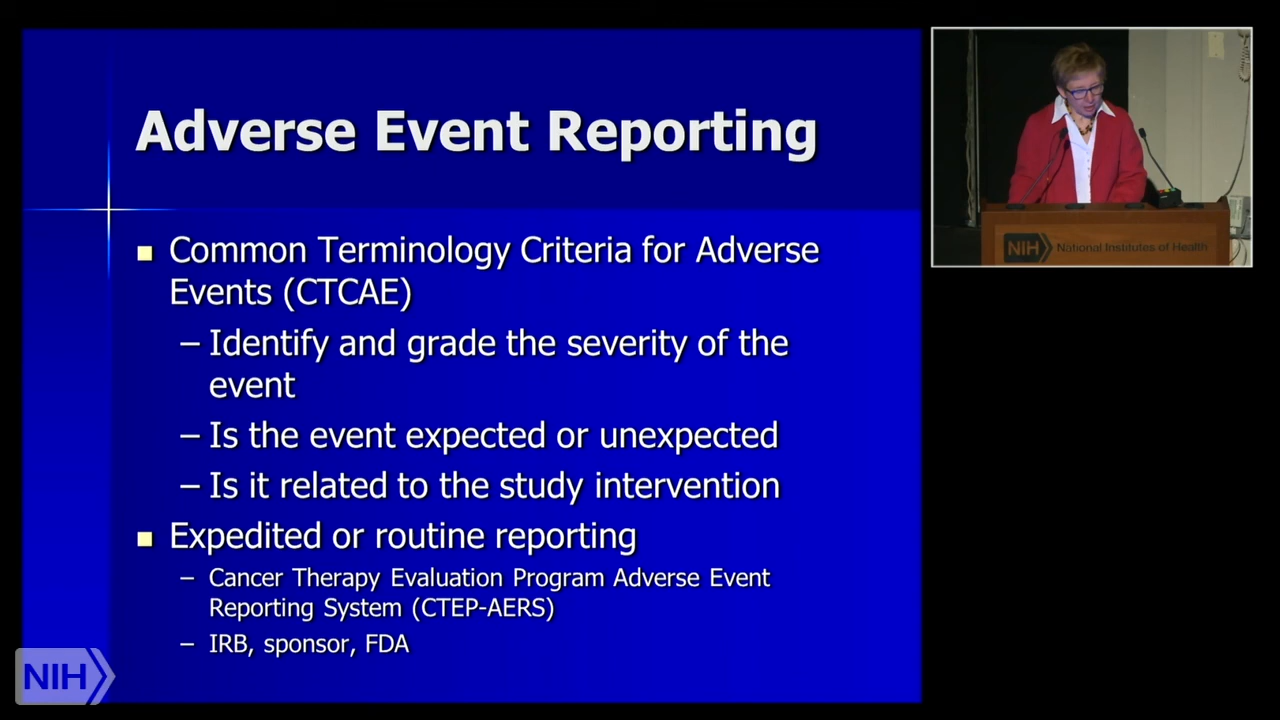 Adverse Event Reporting
Common Terminology Criteria for Adverse
Events (CTCAE)
– Identify and grade the severity of the
event
– Is the event expected or unexpected
– Is it related to the study intervention
Expedited or routine reporting
– Cancer Therapy Evaluation Program Adverse Event
Reporting System (CTEP-AERS)
– IRB, sponsor, FDA
NIH
NIH National Institutes of Health